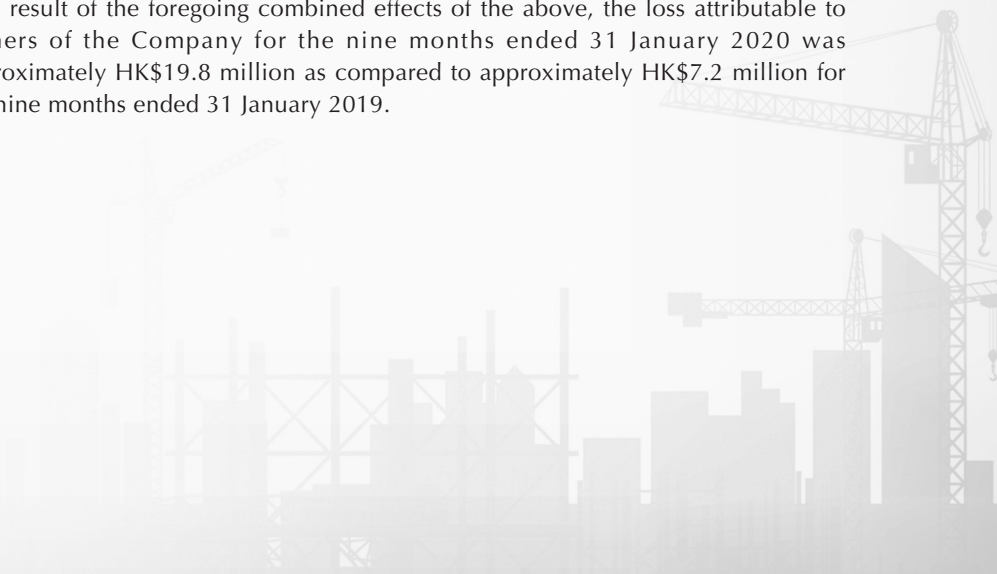 result of the foregoing combined effects of the above, the loss attributable to
ners of the Company for the nine months ended 31 January 2020 was
roximately HK$19.8 million as compared to approximately HK$7.2 million for
nine months ended 31 January 2019.